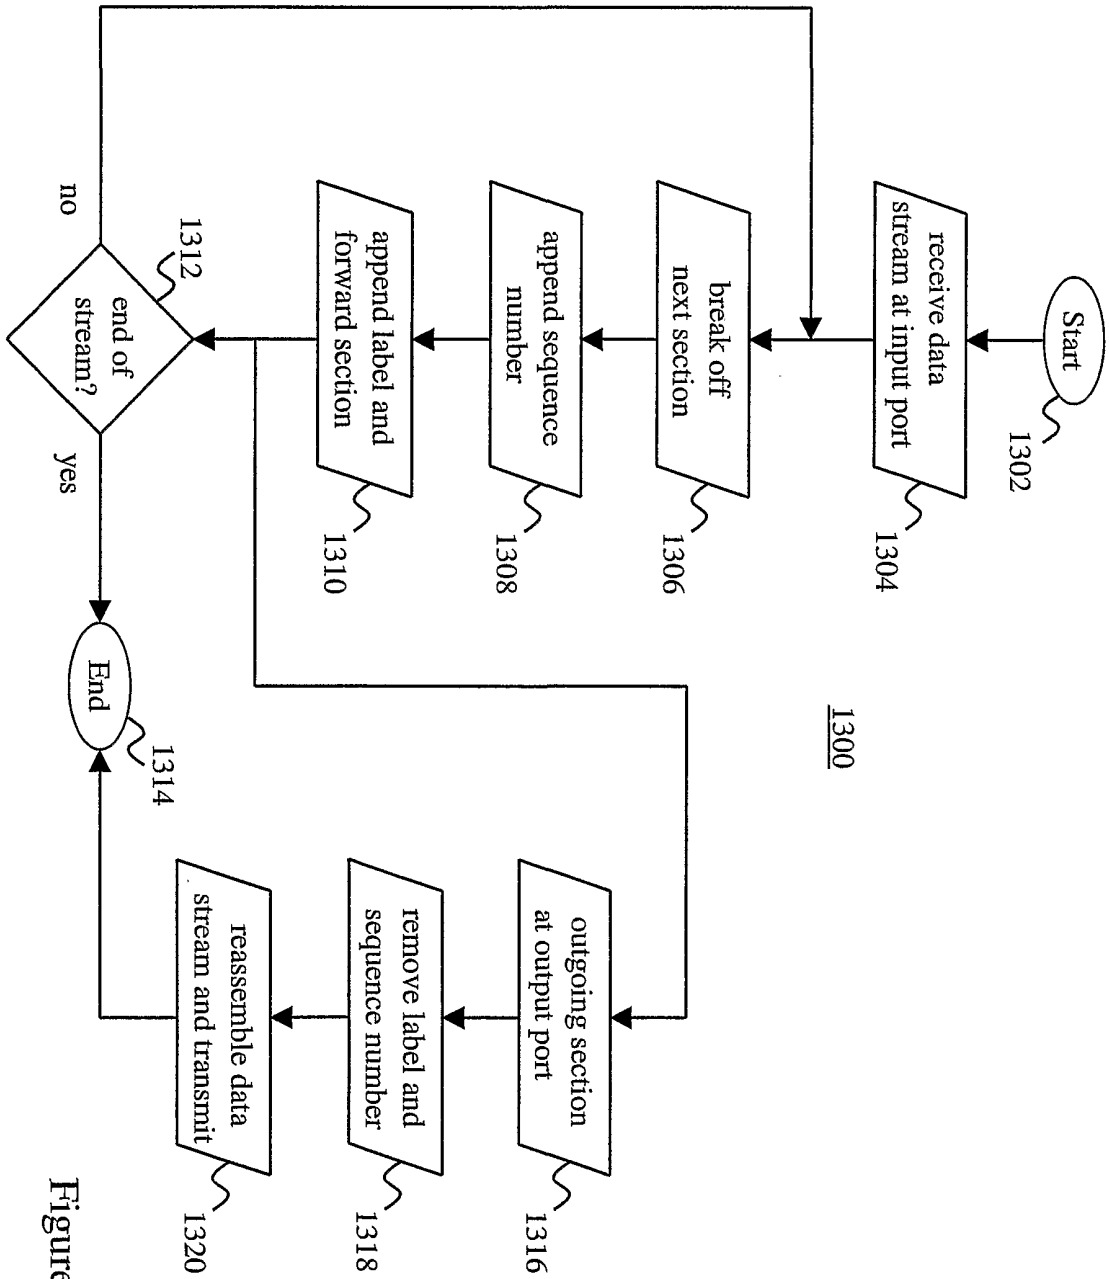 1300
Start
1302
receive data
stream at input port
1304
break off
next section
1306
append sequence
number
1308
append label and
forward section
1310
1312
end of
stream?
no
yes
End
1314
outgoing section
at output port
1316
remove label and
sequence number
1318
reassemble data
stream and transmit
1320
Figure